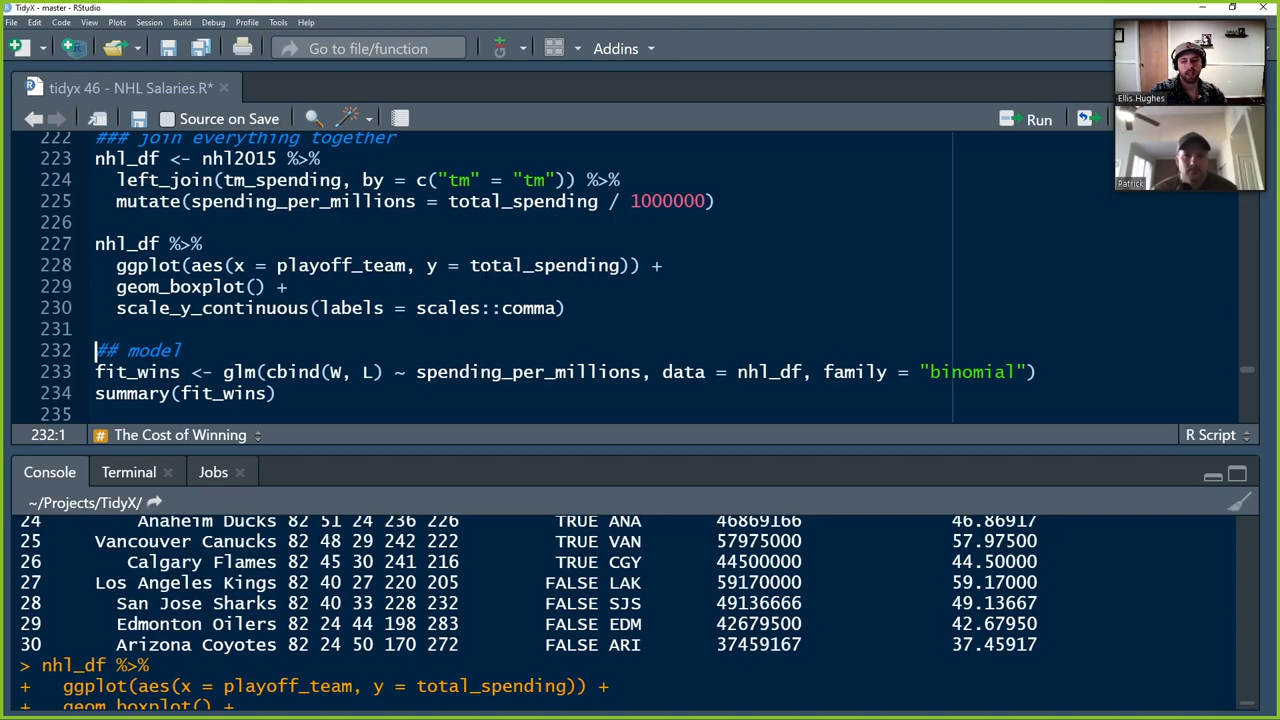 TidyX - master - RStudio
File Edit Code View Plots Session Build Debug Profile Tools Help
Go to file/function Addins
tidyx 46 - NHL Salaries.R*
Source on Save Run
222 ### join everything together
223 nhl_df <- nhl2015 %>%
224 left_join(tm_spending, by = c("tm" = "tm")) %>%
225 mutate(spending_per_millions = total_spending / 1000000)
226
227 nhl_df %>%
228 ggplot(aes(x = playoff_team, y = total_spending)) +
229 geom_boxplot() +
230 scale_y_continuous(labels = scales::comma)
231
232 ## model
233 fit_wins <- glm(cbind(W, L) ~ spending_per_millions, data = nhl_df, family = "binomial")
234 summary(fit_wins)
235
232:1 # The Cost of Winning R Script
Console Terminal Jobs
~/Projects/TidyX/
24 Anaheim Ducks 82 51 24 236 226 TRUE ANA 46869166 46.86917
25 Vancouver Canucks 82 48 29 242 222 TRUE VAN 57975000 57.97500
26 Calgary Flames 82 45 30 241 216 TRUE CGY 44500000 44.50000
27 Los Angeles Kings 82 40 27 220 205 FALSE LAK 59170000 59.17000
28 San Jose Sharks 82 40 33 228 232 FALSE SJS 49136666 49.13667
29 Edmonton Oilers 82 24 44 198 283 FALSE EDM 42679500 42.67950
30 Arizona Coyotes 82 24 50 170 272 FALSE ARI 37459167 37.45917
> nhl_df %>%
+ ggplot(aes(x = playoff_team, y = total_spending)) +
+ geom_boxplot() +
Ellis Hughes
Patrick